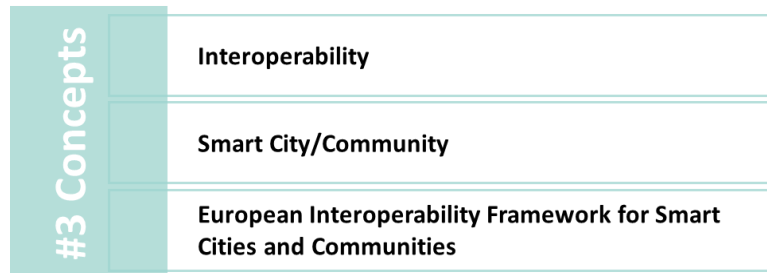 #3 Concepts
Interoperability
Smart City/Community
European Interoperability Framework for Smart
Cities and Communities